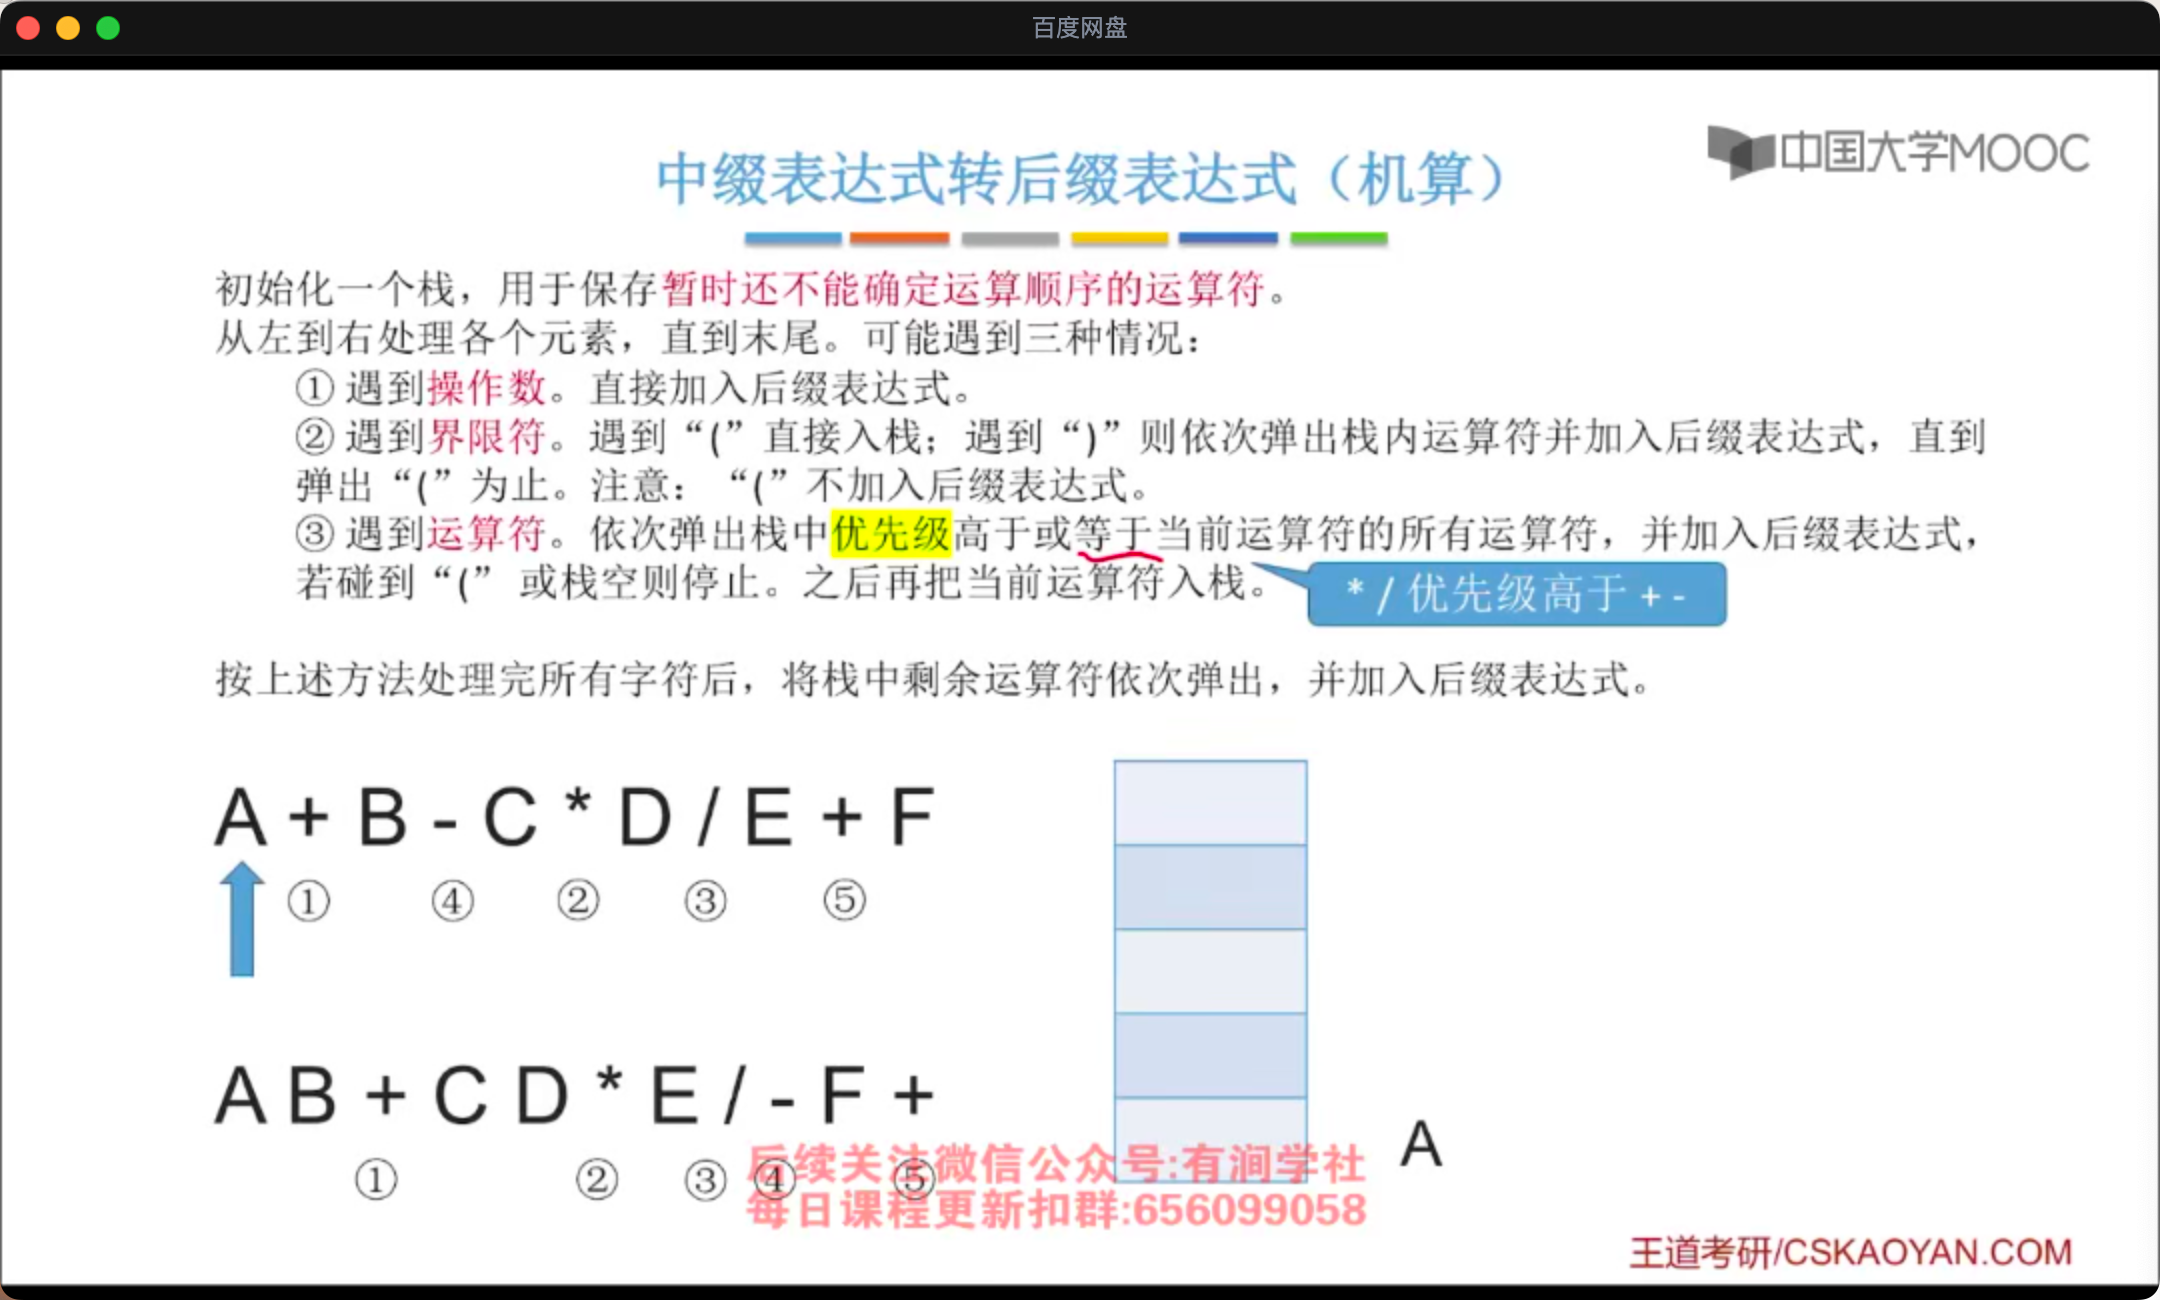 百度网盘
中国大学MOOC
中缀表达式转后缀表达式（机算）
初始化一个栈，用于保存暂时还不能确定运算顺序的运算符。
从左到右处理各个元素，直到末尾。可能遇到三种情况：
① 遇到操作数。直接加入后缀表达式。
② 遇到界限符。遇到“(”直接入栈；遇到“)”则依次弹出栈内运算符并加入后缀表达式，直到
弹出“(”为止。注意：“(”不加入后缀表达式。
③ 遇到运算符。依次弹出栈中优先级高于或等于当前运算符的所有运算符，并加入后缀表达式，
若碰到“(” 或栈空则停止。之后再把当前运算符入栈。
* / 优先级高于 + -
按上述方法处理完所有字符后，将栈中剩余运算符依次弹出，并加入后缀表达式。
A + B - C * D / E + F
① ④ ② ③ ⑤
A B + C D * E / - F +
① ② ③ ④ ⑤
A
后续关注微信公众号:有涧学社
每日课程更新扣群:656099058
王道考研/CSKAOYAN.COM